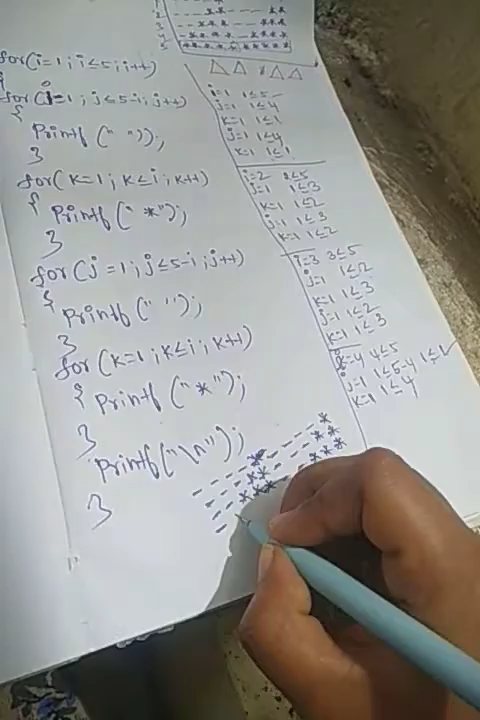 for(i=1; i≤5; i++)
{
for(j=1; j≤5-i; j++)
{
Printf(" ");
}
for(k=1; k≤i; k++)
{
Printf("*");
}
for(j=1; j≤5-i; j++)
{
Printf(" ");
}
for(k=1; k≤i; k++)
{
Printf("*");
}
Printf("\n");
}
i=1 1≤5
j=1 1≤4
k=1 1≤1
j=1 1≤4
k=1 1≤1
i=2 2≤5
j=1 1≤3
k=1 1≤2
j=1 1≤3
k=1 1≤2
i=3 3≤5
j=1 1≤2
k=1 1≤3
j=1 1≤2
k=1 1≤3
4≤5
j=1 1≤5-4 1≤1
k=1 1≤4
- - - - * - - - - *
- - - ** - - - **
- - *** - - ***
- -